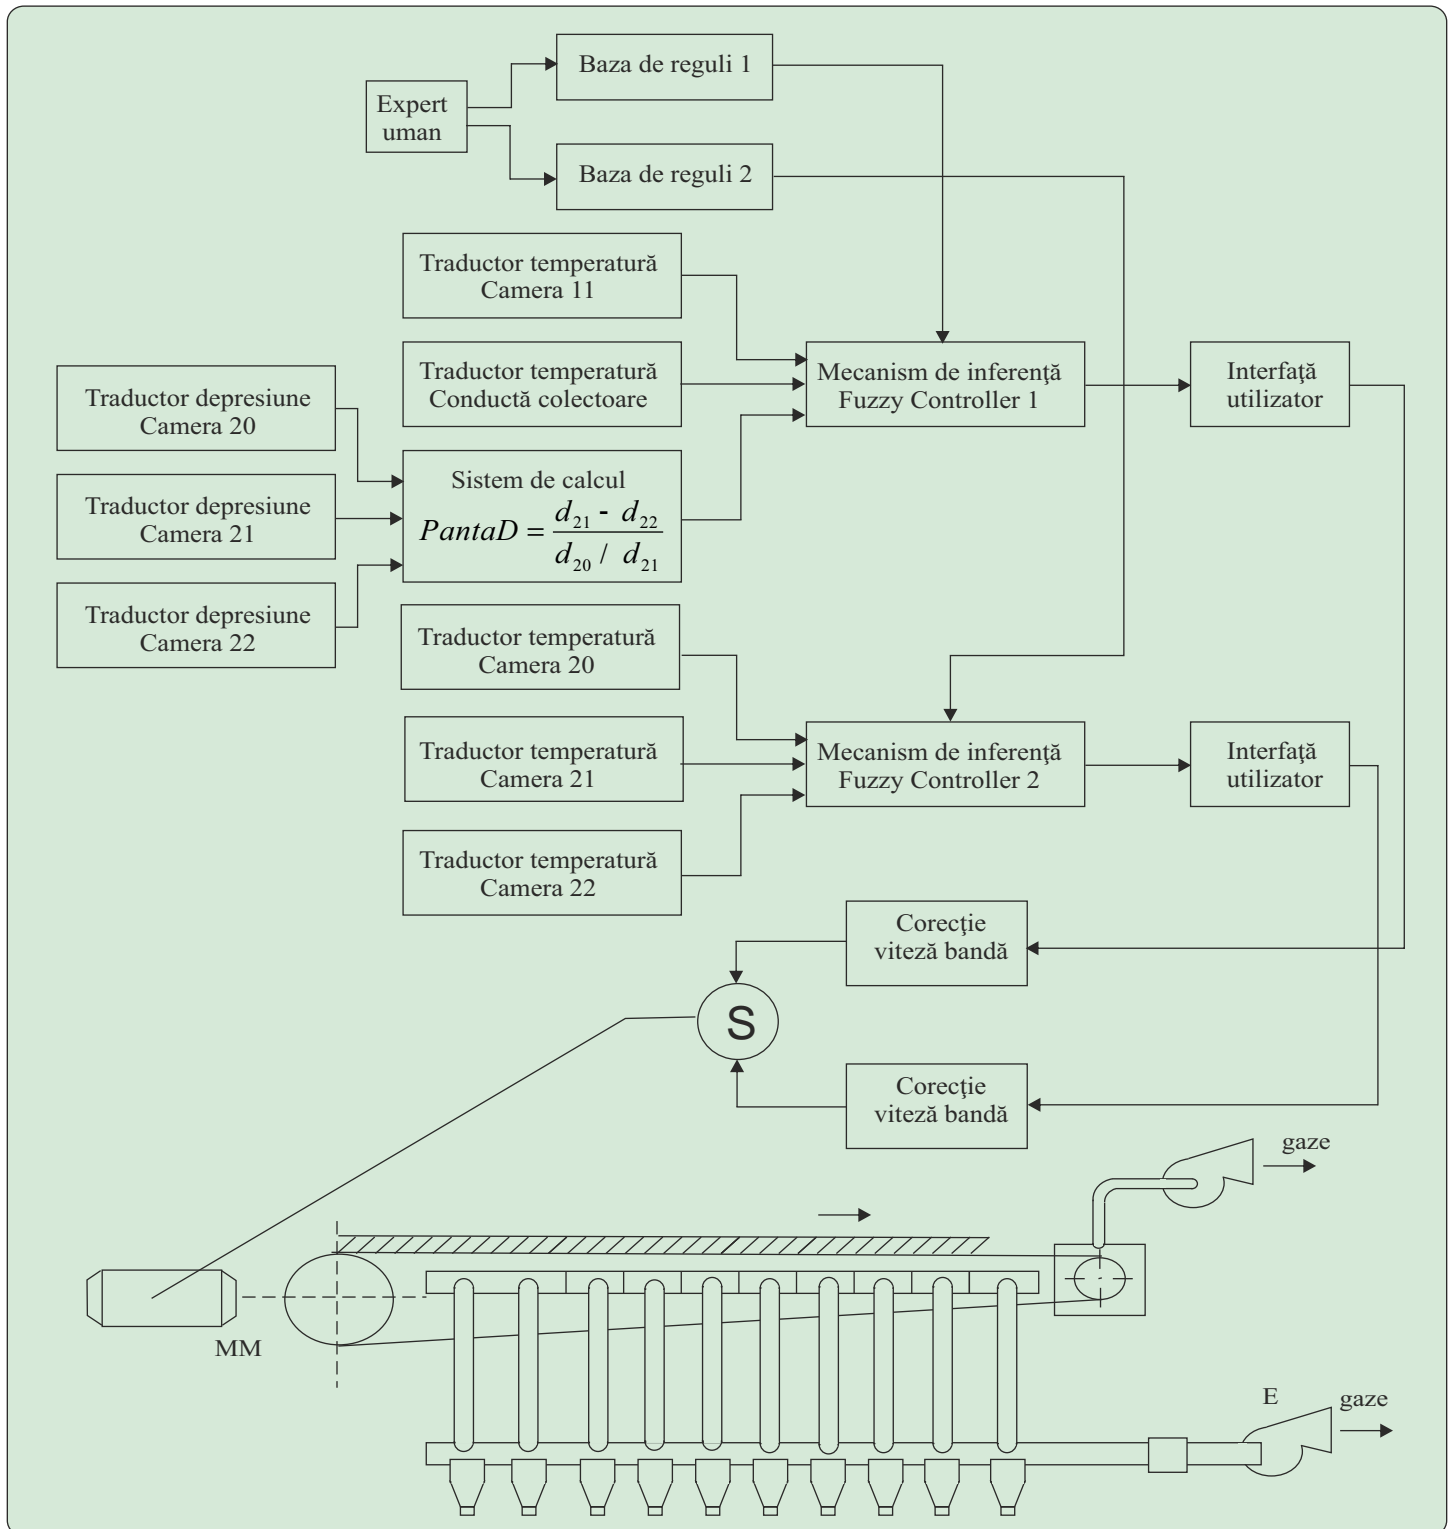 Baza de reguli 1
Expert
uman
Baza de reguli 2
Traductor temperatură
Camera 11
Traductor temperatură
Conductă colectoare
Mecanism de inferenţă
Fuzzy Controller 1
Interfaţă
utilizator
Traductor depresiune
Camera 20
Traductor depresiune
Camera 21
Traductor depresiune
Camera 22
Sistem de calcul
PantaD = (d21 - d22) / (d20 / d21)
Traductor temperatură
Camera 20
Traductor temperatură
Camera 21
Traductor temperatură
Camera 22
Mecanism de inferenţă
Fuzzy Controller 2
Interfaţă
utilizator
Corecţie
viteză bandă
S
Corecţie
viteză bandă
gaze
MM
E
gaze